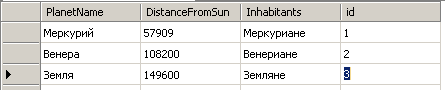 PlanetName DistanceFromSun Inhabitants id
Меркурий 57909 Меркуриане 1
Венера 108200 Венериане 2
Земля 149600 Земляне 3